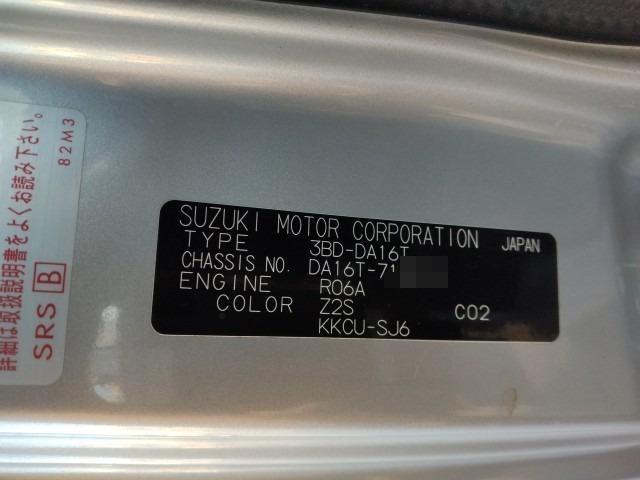 SUZUKI MOTOR CORPORATION JAPAN
TYPE 3BD-DA16T
CHASSIS NO. DA16T-71
ENGINE R06A
COLOR Z2S C02
KKCU-SJ6
82M3
詳細は取扱説明書をよくお読み下さい。
SRS B